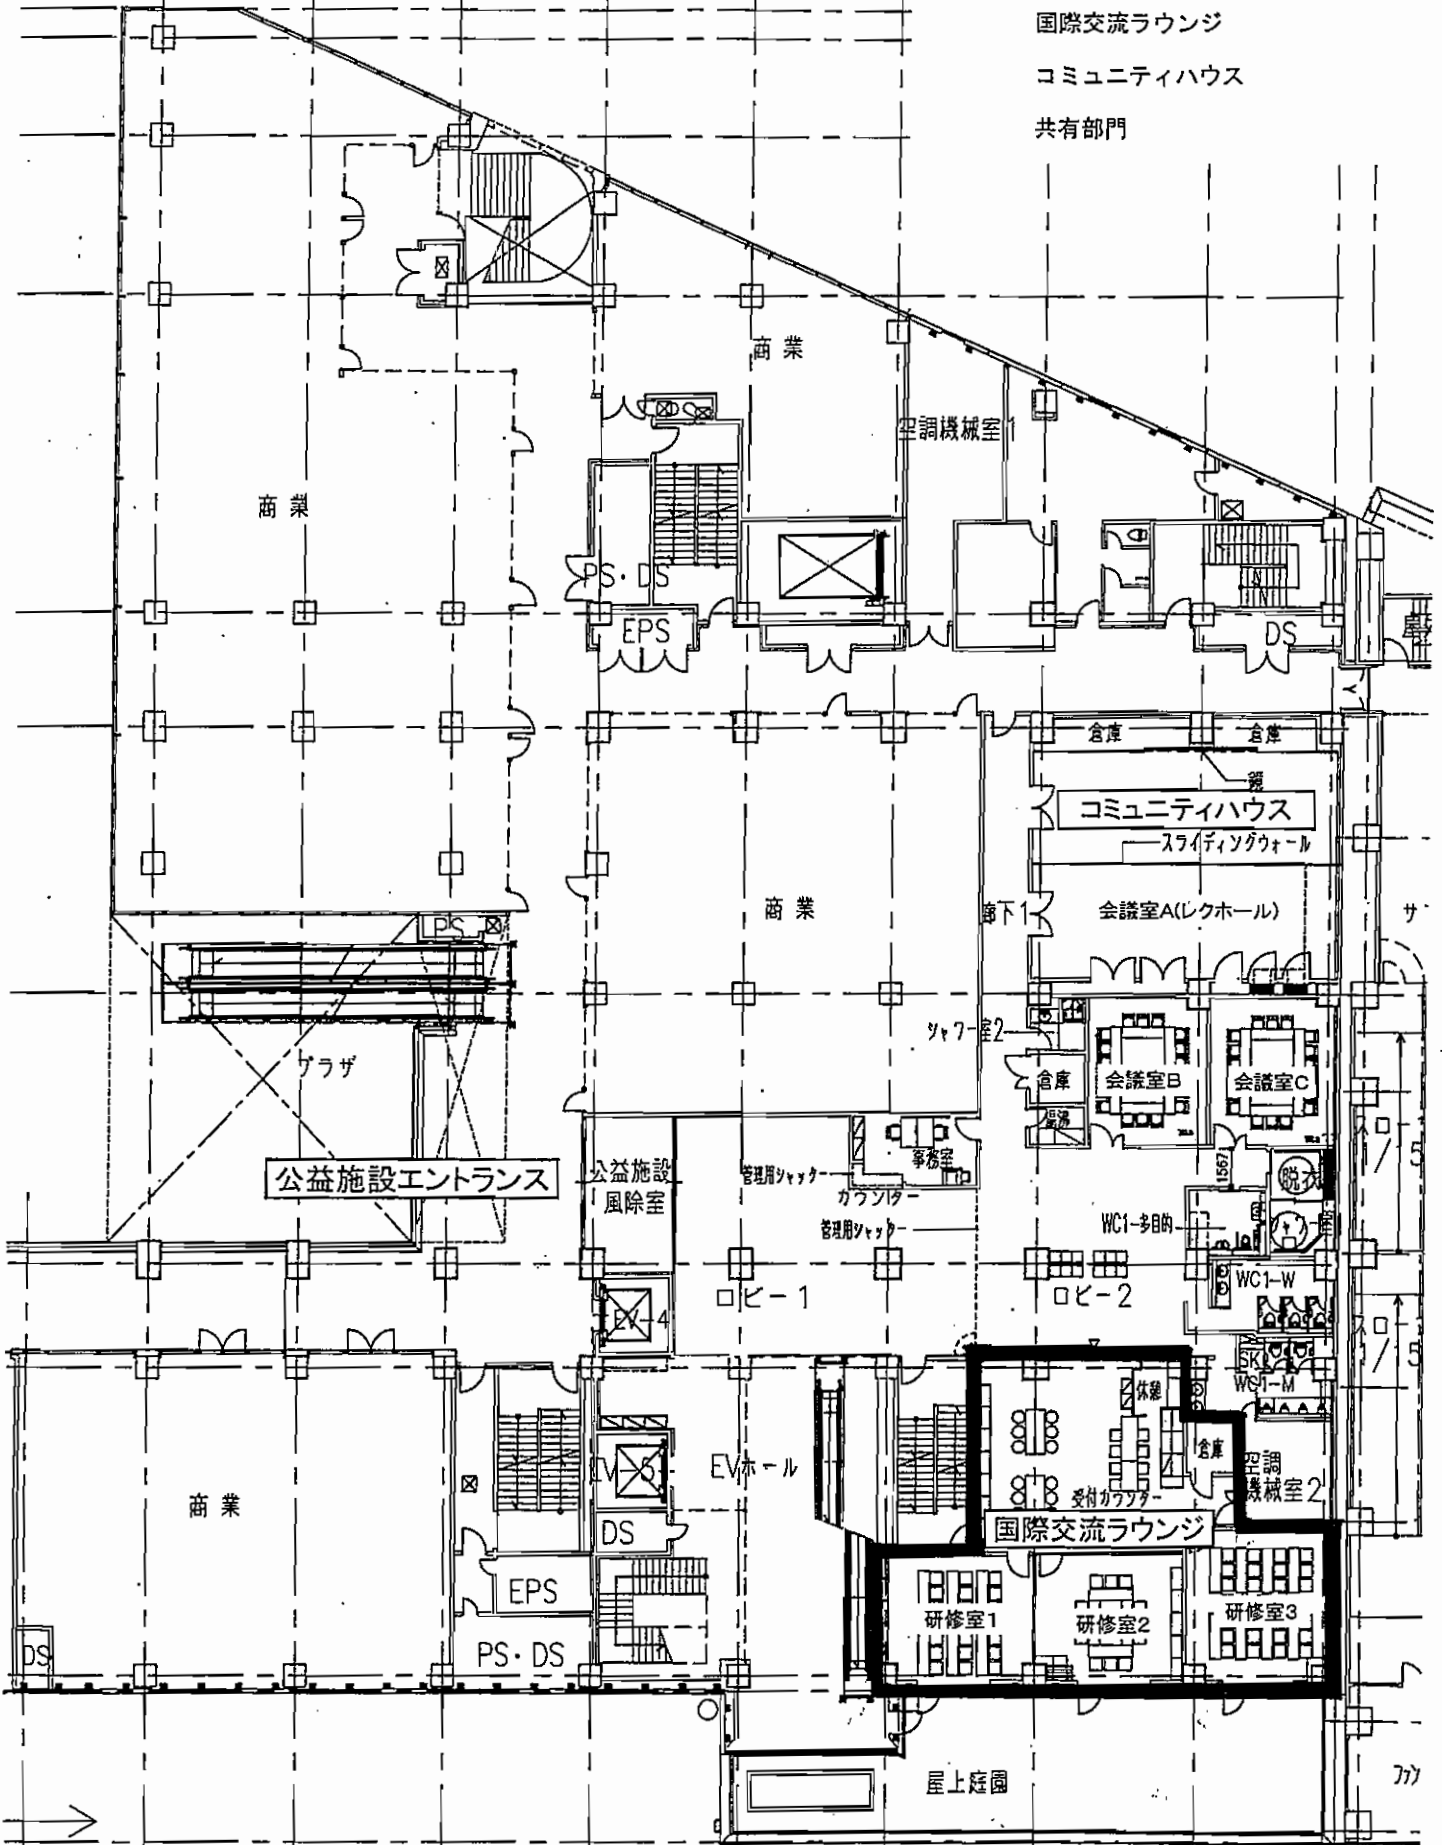 国際交流ラウンジ
コミュニティハウス
共有部門
商業
空調機械室1
商業
PS・DS
EPS
DS
倉庫
倉庫
鏡
コミュニティハウス
スライディングウォール
商業
廊下1
会議室A(レクホール)
サ
PS
シャワー室2
プラザ
倉庫
会議室B
会議室C
湯沸
公益施設エントランス
公益施設
風除室
管理用シャッター
事務室
カウンター
管理用シャッター
1567
脱衣
WC1-多目的
WC1-W
EV-4
ロビー1
ロビー2
SK
WC1-M
休憩
倉庫
空調
機械室2
EV-5
EVホール
商業
受付カウンター
DS
国際交流ラウンジ
EPS
研修室1
研修室2
研修室3
DS
PS・DS
屋上庭園
ファン